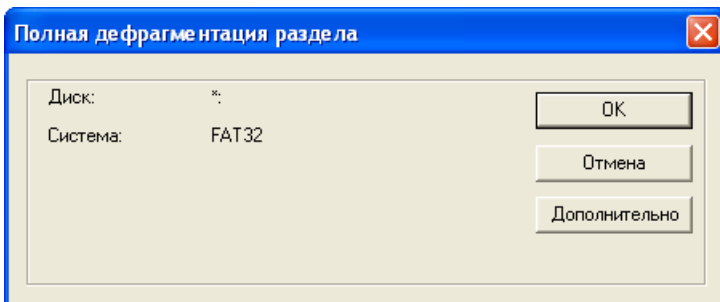 Полная дефрагментация раздела
Диск: *:
Система: FAT32
OK
Отмена
Дополнительно